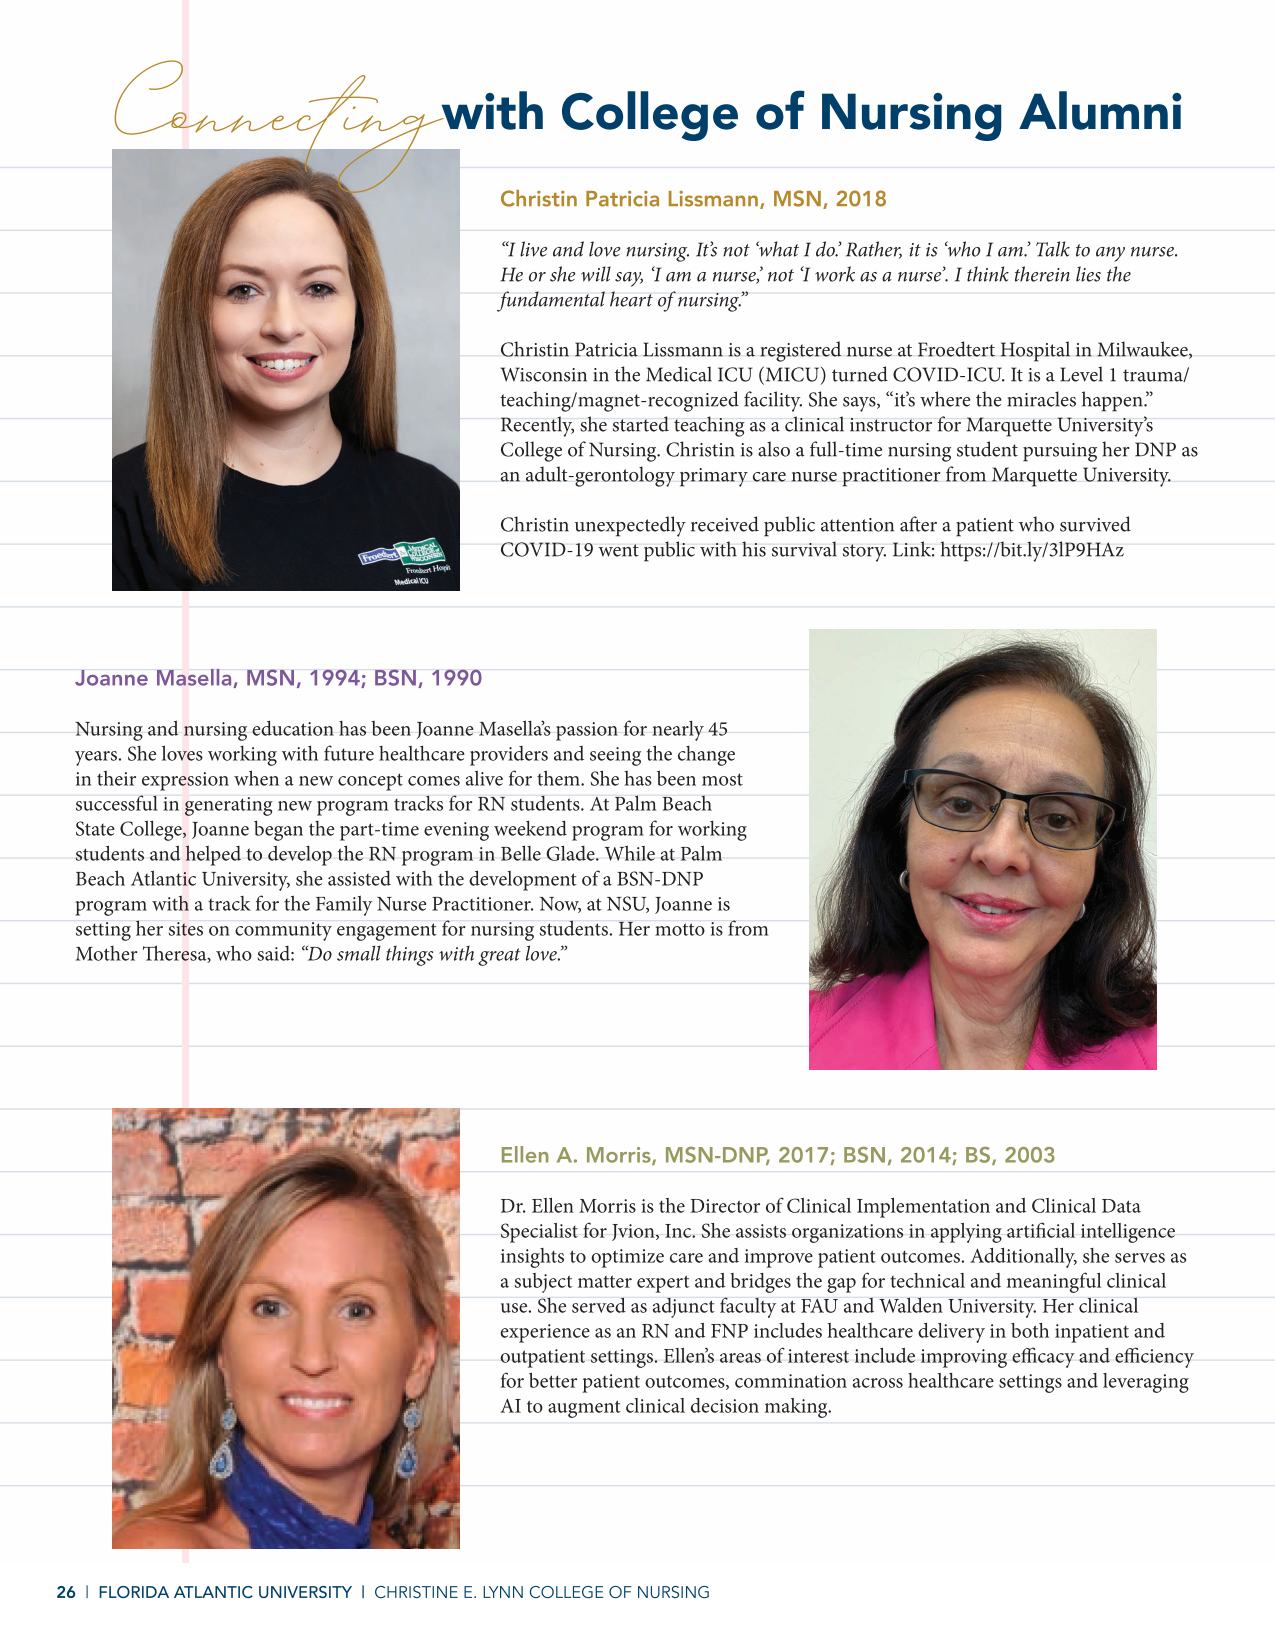 Connecting with College of Nursing Alumni
Christin Patricia Lissmann, MSN, 2018
“I live and love nursing. It’s not ‘what I do.’ Rather, it is ‘who I am.’ Talk to any nurse.
He or she will say, ‘I am a nurse,’ not ‘I work as a nurse’. I think therein lies the
fundamental heart of nursing.”
Christin Patricia Lissmann is a registered nurse at Froedtert Hospital in Milwaukee,
Wisconsin in the Medical ICU (MICU) turned COVID-ICU. It is a Level 1 trauma/
teaching/magnet-recognized facility. She says, “it’s where the miracles happen.”
Recently, she started teaching as a clinical instructor for Marquette University’s
College of Nursing. Christin is also a full-time nursing student pursuing her DNP as
an adult-gerontology primary care nurse practitioner from Marquette University.
Christin unexpectedly received public attention after a patient who survived
COVID-19 went public with his survival story. Link: https://bit.ly/3lP9HAz
Froedtert &
MEDICAL
COLLEGE OF
WISCONSIN
Froedtert Hospit
Medical ICU
Joanne Masella, MSN, 1994; BSN, 1990
Nursing and nursing education has been Joanne Masella’s passion for nearly 45
years. She loves working with future healthcare providers and seeing the change
in their expression when a new concept comes alive for them. She has been most
successful in generating new program tracks for RN students. At Palm Beach
State College, Joanne began the part-time evening weekend program for working
students and helped to develop the RN program in Belle Glade. While at Palm
Beach Atlantic University, she assisted with the development of a BSN-DNP
program with a track for the Family Nurse Practitioner. Now, at NSU, Joanne is
setting her sites on community engagement for nursing students. Her motto is from
Mother Theresa, who said: “Do small things with great love.”
Ellen A. Morris, MSN-DNP, 2017; BSN, 2014; BS, 2003
Dr. Ellen Morris is the Director of Clinical Implementation and Clinical Data
Specialist for Jvion, Inc. She assists organizations in applying artificial intelligence
insights to optimize care and improve patient outcomes. Additionally, she serves as
a subject matter expert and bridges the gap for technical and meaningful clinical
use. She served as adjunct faculty at FAU and Walden University. Her clinical
experience as an RN and FNP includes healthcare delivery in both inpatient and
outpatient settings. Ellen’s areas of interest include improving efficacy and efficiency
for better patient outcomes, commination across healthcare settings and leveraging
AI to augment clinical decision making.
26 | FLORIDA ATLANTIC UNIVERSITY | CHRISTINE E. LYNN COLLEGE OF NURSING